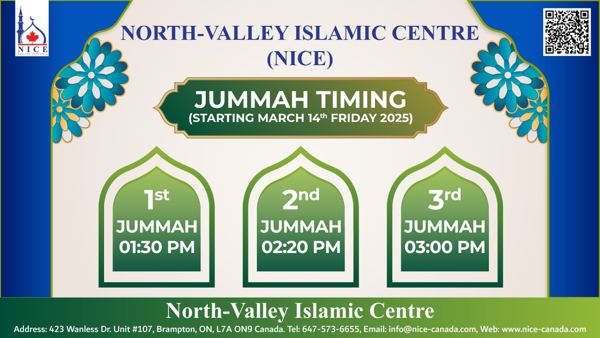 NICE
NORTH-VALLEY ISLAMIC CENTRE
(NICE)
JUMMAH TIMING
(STARTING MARCH 14th FRIDAY 2025)
1st
JUMMAH
01:30 PM
2nd
JUMMAH
02:20 PM
3rd
JUMMAH
03:00 PM
North-Valley Islamic Centre
Address: 423 Wanless Dr. Unit #107, Brampton, ON, L7A ON9 Canada. Tel: 647-573-6655, Email: info@nice-canada.com, Web: www.nice-canada.com